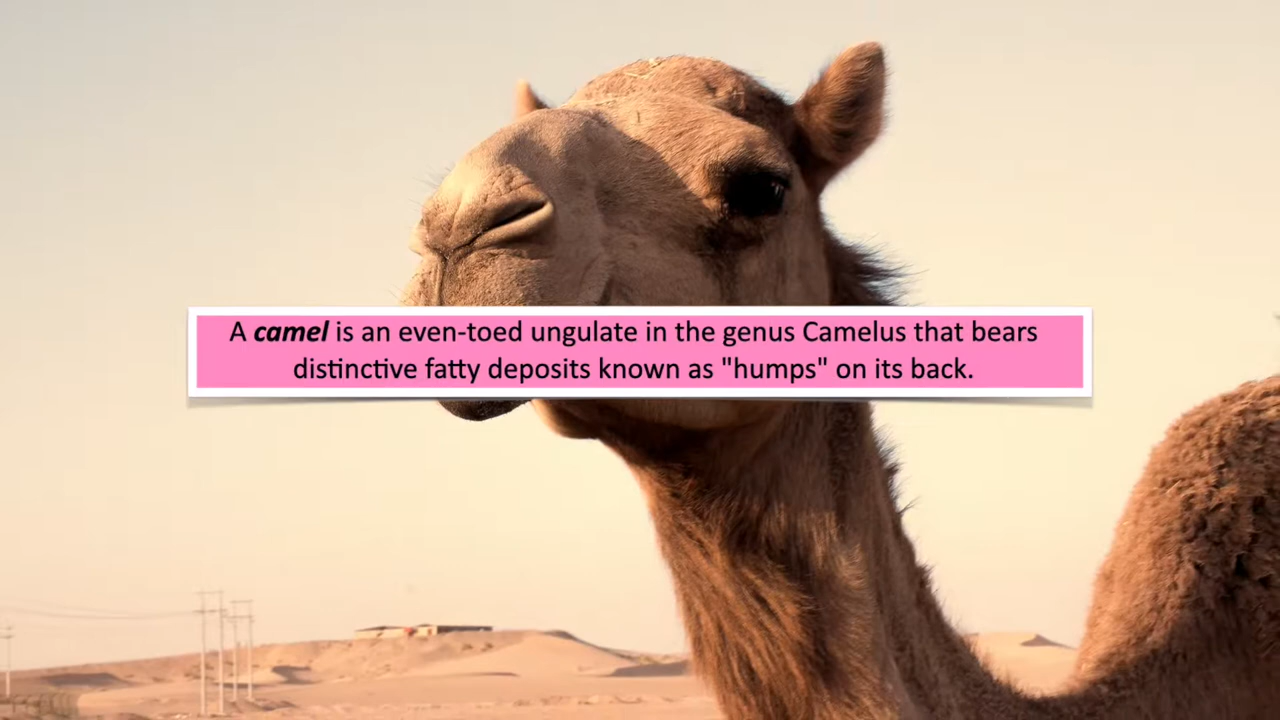 A camel is an even-toed ungulate in the genus Camelus that bears
distinctive fatty deposits known as "humps" on its back.